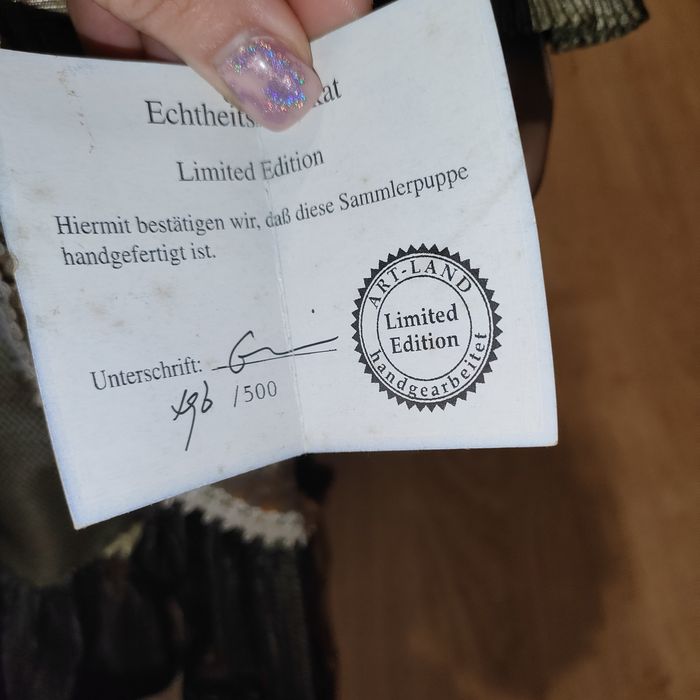 Echtheits
Limited Edition
Hiermit bestätigen wir, daß diese Sammlerpuppe
handgefertigt ist.
ART-LAND
Limited
Edition
handgearbeitet
Unterschrift:
/500